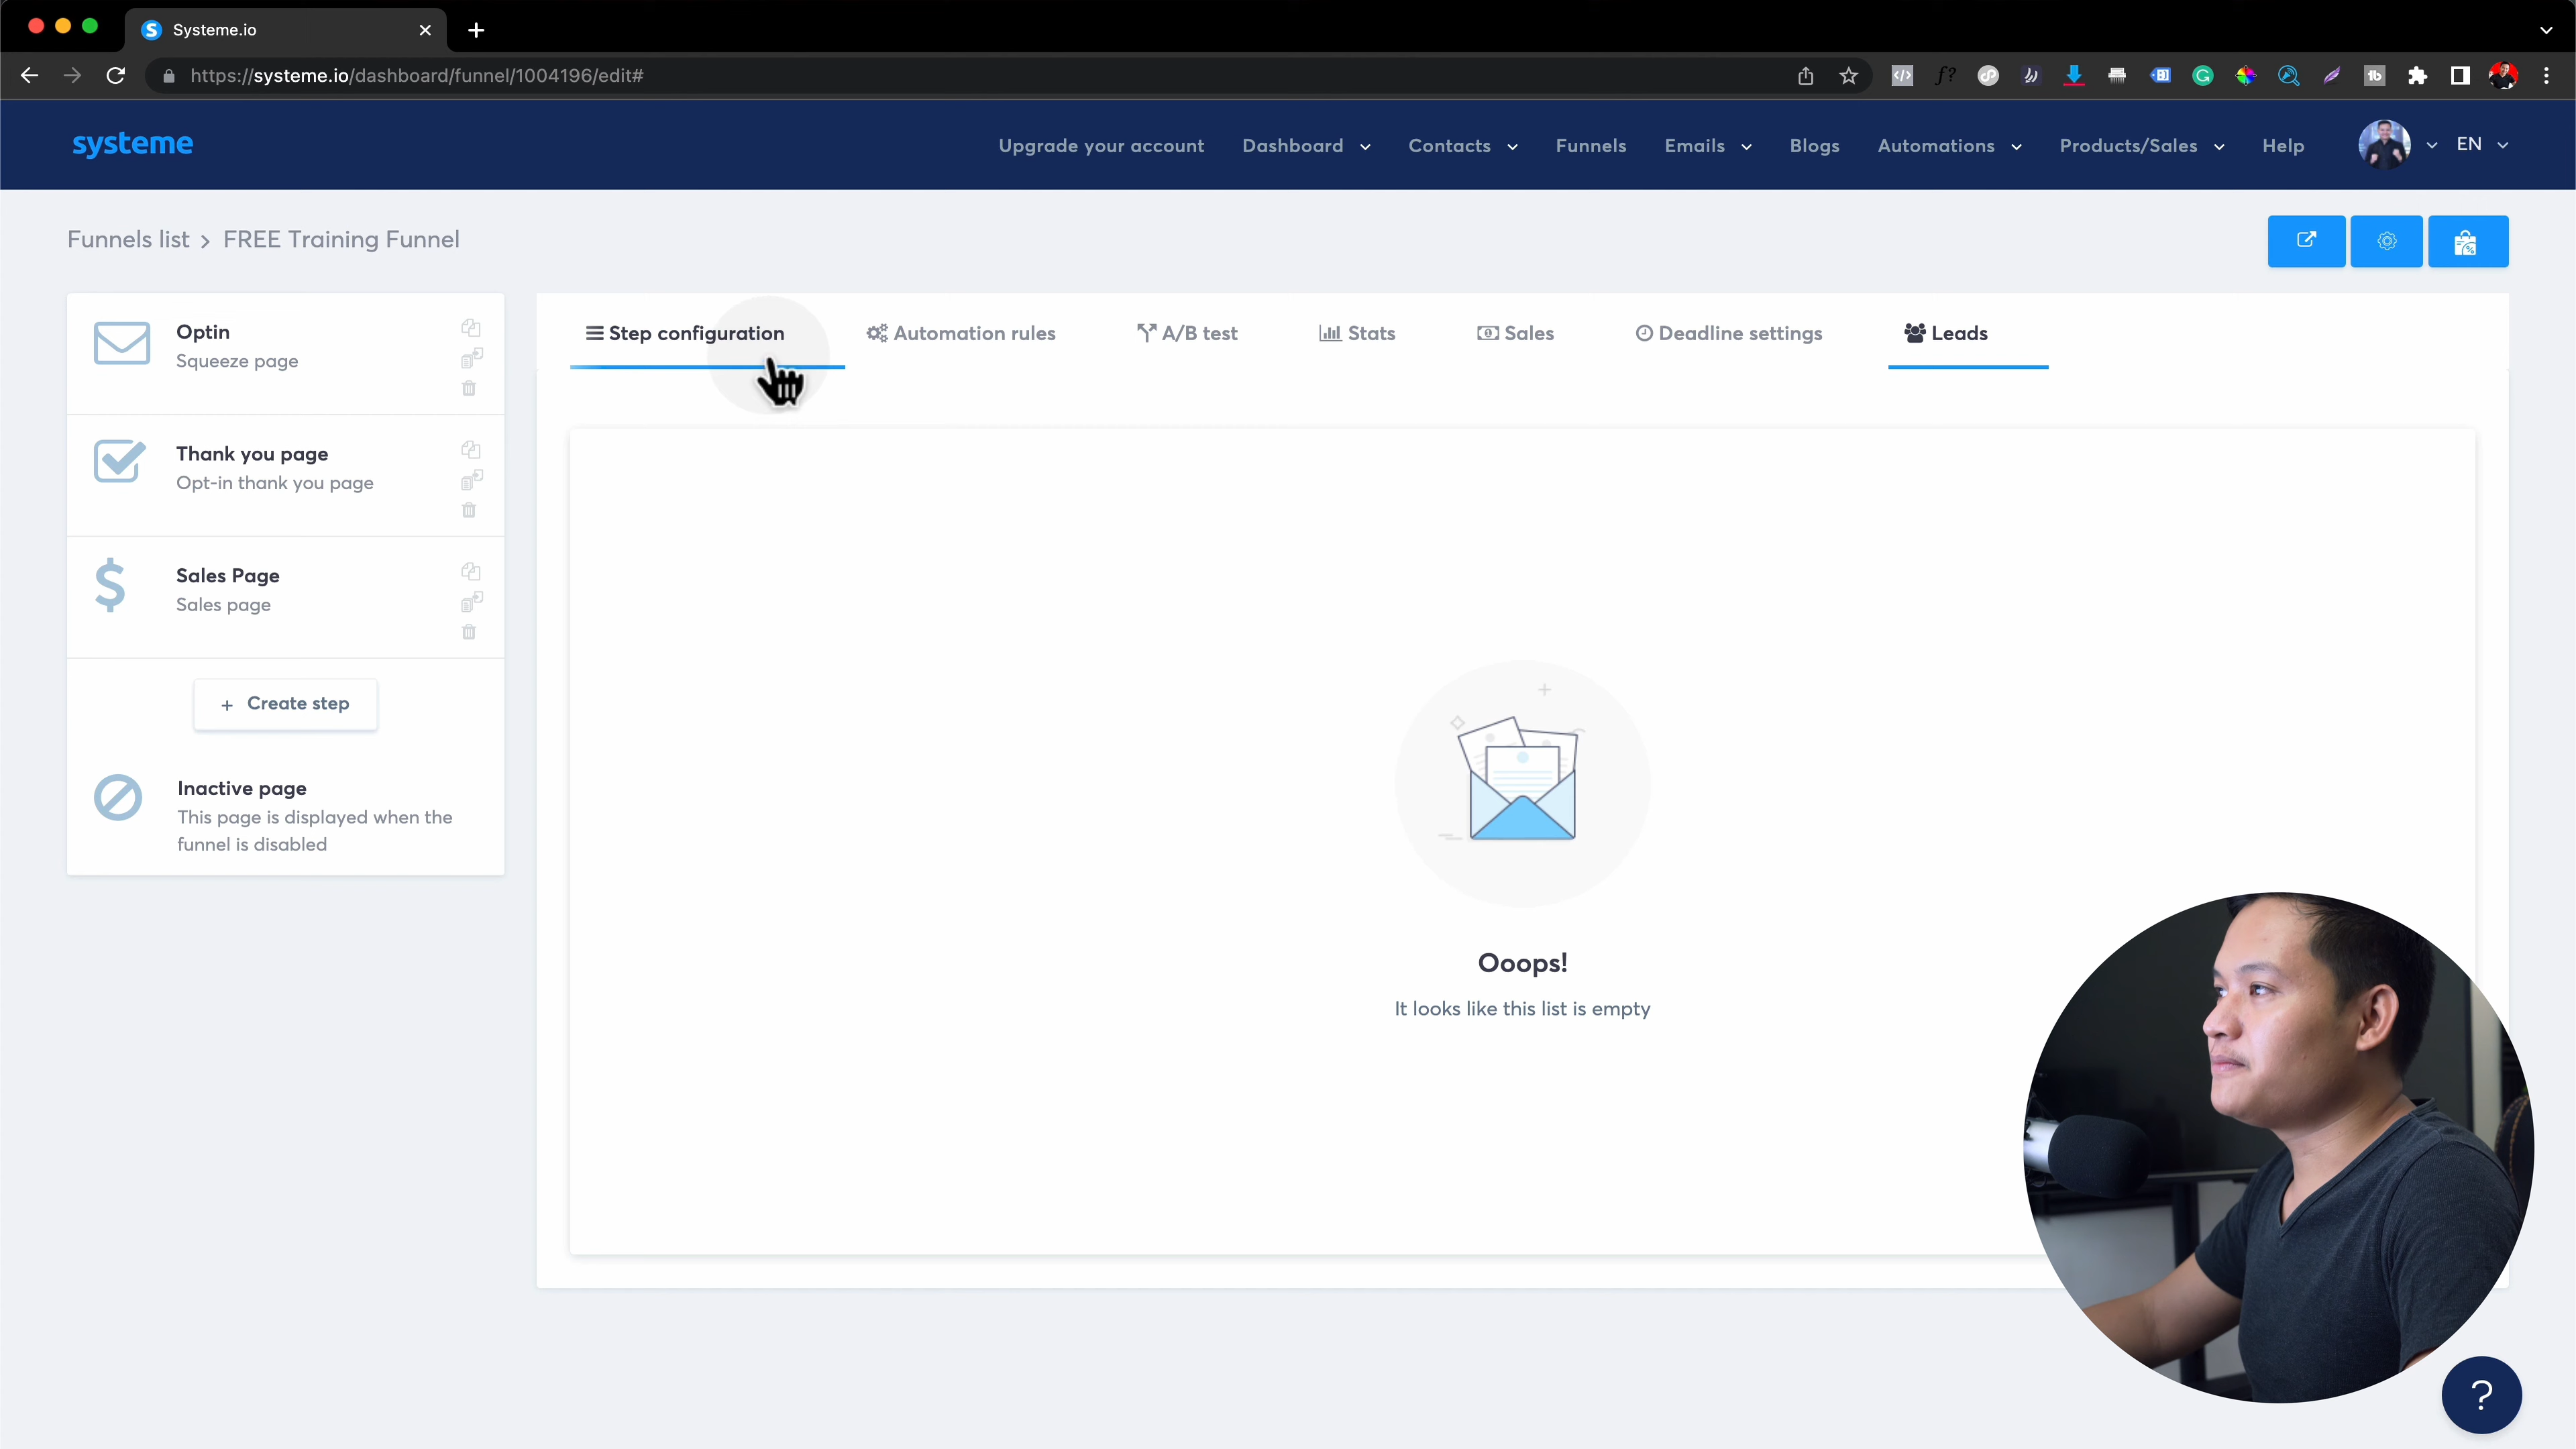 Systeme.io
https://systeme.io/dashboard/funnel/1004196/edit#
systeme
Upgrade your account
Dashboard
Contacts
Funnels
Emails
Blogs
Automations
Products/Sales
Help
EN
Funnels list > FREE Training Funnel
Optin
Squeeze page
Thank you page
Opt-in thank you page
Sales Page
Sales page
+ Create step
Inactive page
This page is displayed when the
funnel is disabled
Step configuration
Automation rules
A/B test
Stats
Sales
Deadline settings
Leads
Ooops!
It looks like this list is empty
?